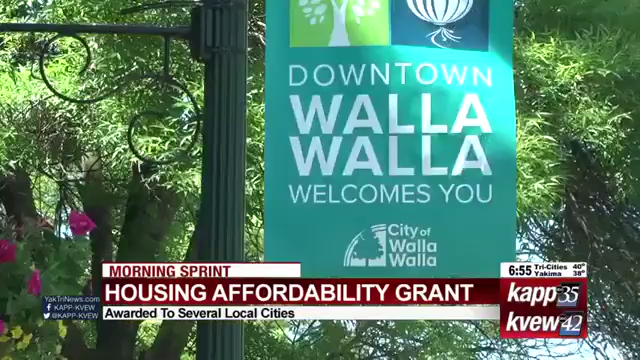 DOWNTOWN
WALLA
WALLA
WELCOMES YOU
City of
Walla
Walla
MORNING SPRINT
HOUSING AFFORDABILITY GRANT
Awarded To Several Local Cities
YakTriNews.com
KAPP-KVEW
@KAPP-KVEW
6:55 Tri-Cities 40°
Yakima 38°
kapp 35
kvew 42